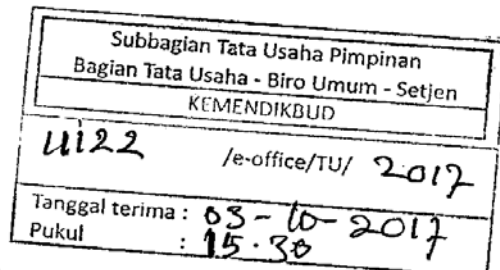 Subbagian Tata Usaha Pimpinan
Bagian Tata Usaha - Biro Umum - Setjen
KEMENDIKBUD
41122 /e-office/TU/ 2017
Tanggal terima : 03-10-2017
Pukul : 15.30